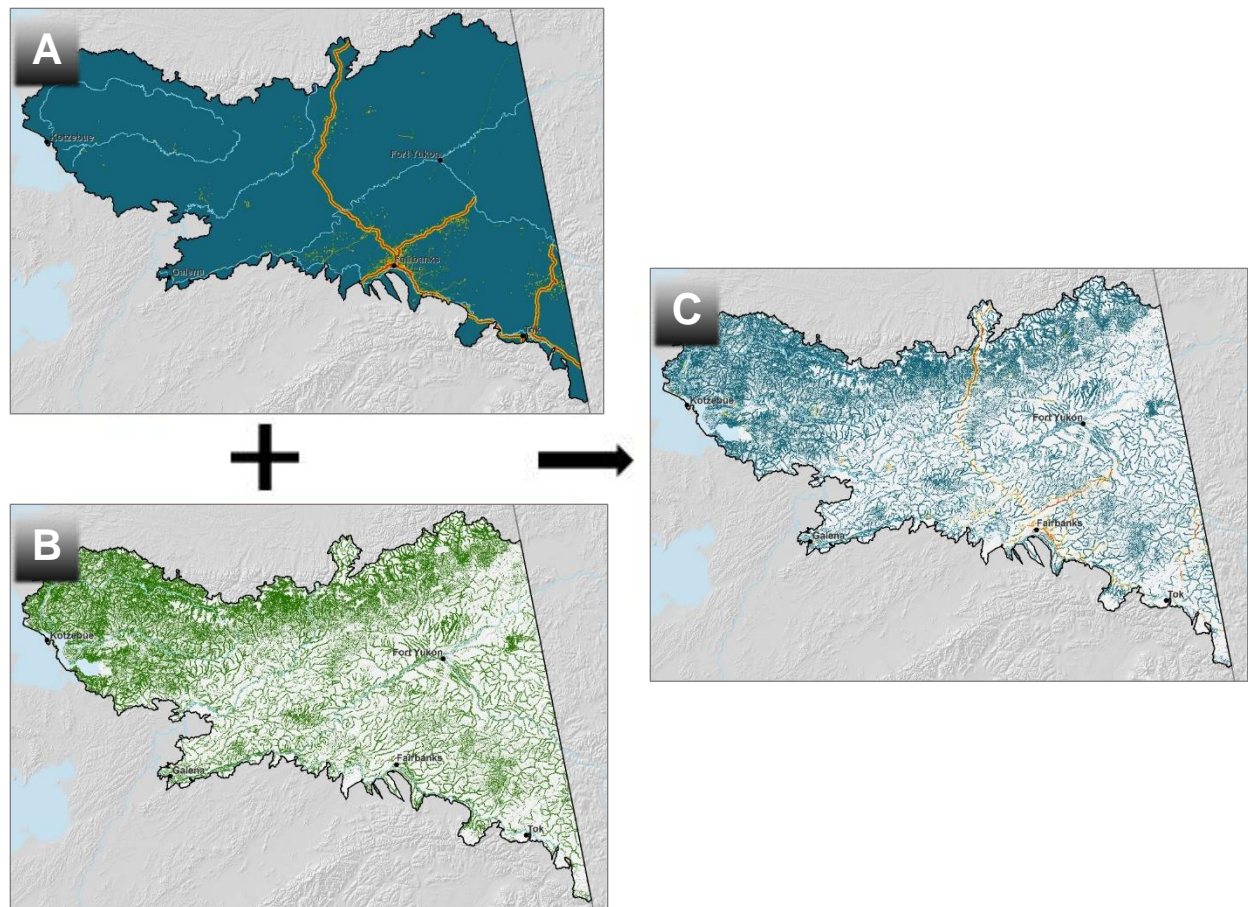 A
Kotzebue
Fort Yukon
Fairbanks
Galena
B
Kotzebue
Fort Yukon
Fairbanks
Galena
Tok
C
Kotzebue
Fort Yukon
Fairbanks
Galena
Tok